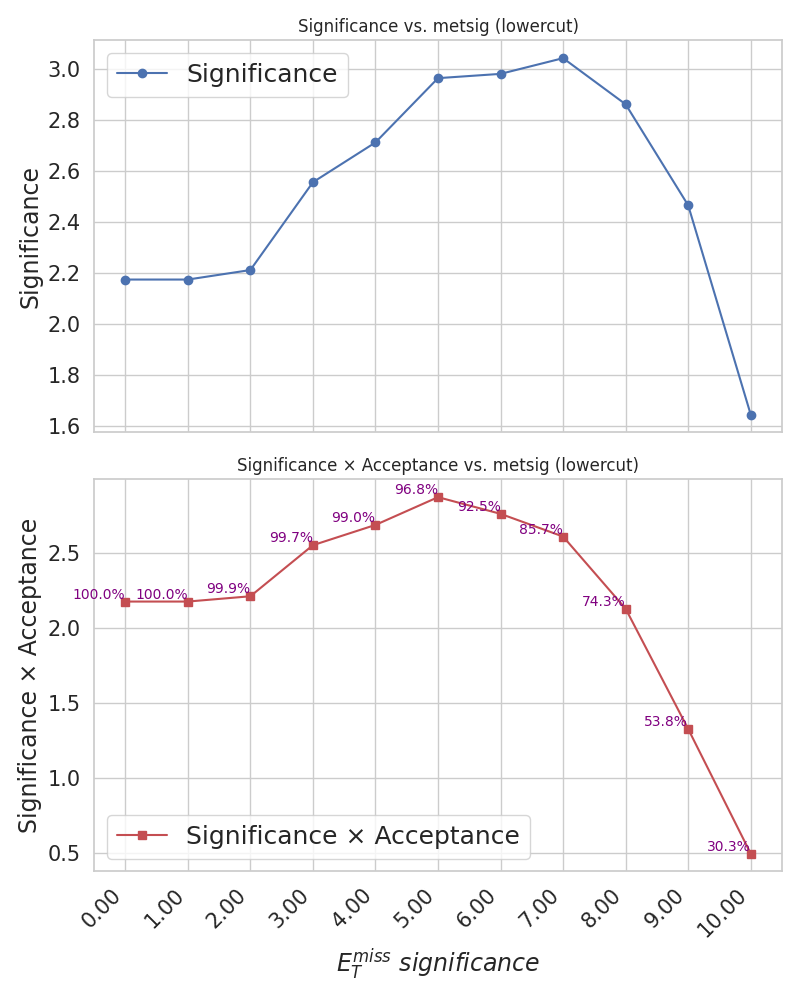 Significance vs. metsig (lowercut)
Significance
3.0
2.8
2.6
2.4
2.2
2.0
1.8
1.6
Significance
Significance × Acceptance vs. metsig (lowercut)
100.0% 100.0% 99.9% 99.7% 99.0% 96.8% 92.5% 85.7% 74.3% 53.8% 30.3%
2.5
2.0
1.5
1.0
0.5
Significance × Acceptance
Significance × Acceptance
0.00 1.00 2.00 3.00 4.00 5.00 6.00 7.00 8.00 9.00 10.00
$E_T^{miss}$ significance